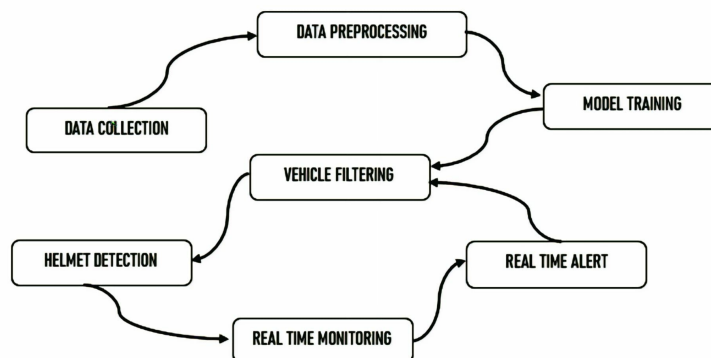 DATA PREPROCESSING
MODEL TRAINING
DATA COLLECTION
VEHICLE FILTERING
HELMET DETECTION
REAL TIME ALERT
REAL TIME MONITORING